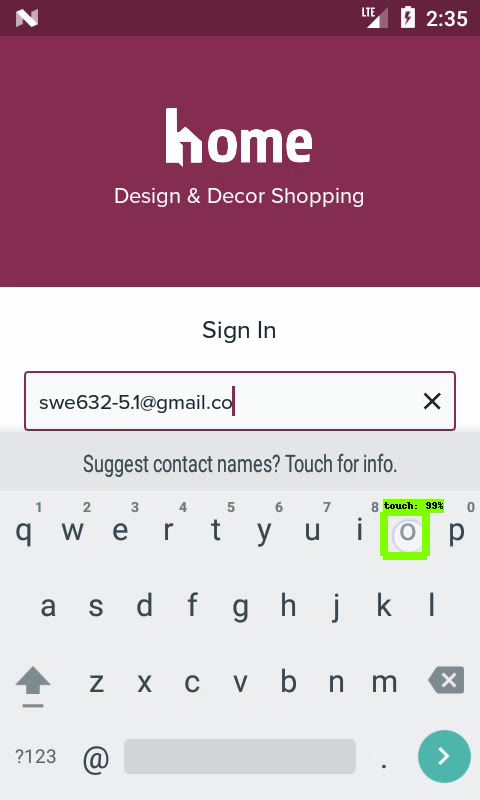 LTE 2:35
home
Design & Decor Shopping
Sign In
swe632-5.1@gmail.co
Suggest contact names? Touch for info.
touch: 99%
1 2 3 4 5 6 7 8 0
q w e r t y u i o p
a s d f g h j k l
z x c v b n m
?123 @ .